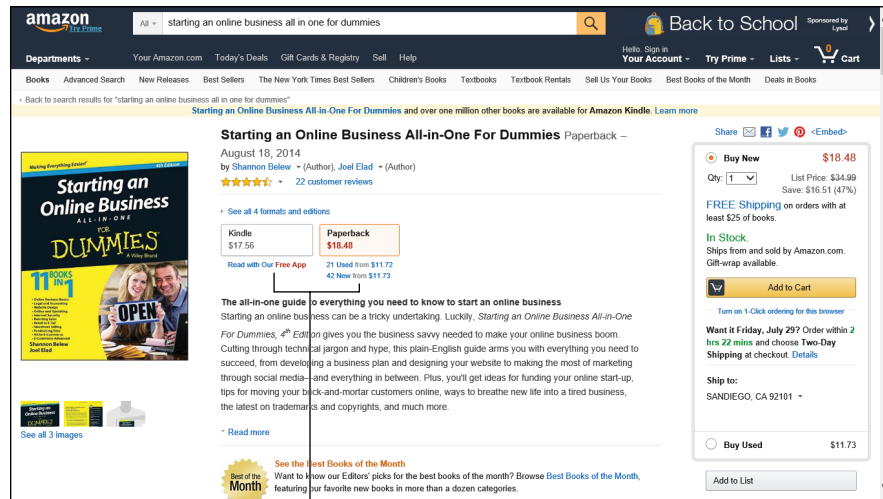 amazon
Try Prime
All
starting an online business all in one for dummies
Back to School
Sponsored by
Lysol
Departments
Your Amazon.com Today's Deals Gift Cards & Registry Sell Help
Hello. Sign in
Your Account
Try Prime
Lists
0
Cart
Books Advanced Search New Releases Best Sellers The New York Times Best Sellers Children's Books Textbooks Textbook Rentals Sell Us Your Books Best Books of the Month Deals in Books
‹ Back to search results for "starting an online business all in one for dummies"
Starting an Online Business All-in-One For Dummies and over one million other books are available for Amazon Kindle. Learn more
Making Everything Easier!
4th Edition
Starting an
Online Business
ALL-IN-ONE
FOR
DUMMIES
A Wiley Brand
11 BOOKS
IN 1
OPEN
Shannon Belew
Joel Elad
See all 3 images
Starting an Online Business All-in-One For Dummies Paperback –
August 18, 2014
by Shannon Belew (Author), Joel Elad (Author)
22 customer reviews
See all 4 formats and editions
Kindle
$17.56
Paperback
$18.48
Read with Our Free App
21 Used from $11.72
42 New from $11.73
The all-in-one guide to everything you need to know to start an online business
Starting an online business can be a tricky undertaking. Luckily, Starting an Online Business All-in-One
For Dummies, 4th Edition gives you the business savvy needed to make your online business boom.
Cutting through technical jargon and hype, this plain-English guide arms you with everything you need to
succeed, from developing a business plan and designing your website to making the most of marketing
through social media—and everything in between. Plus, you'll get ideas for funding your online start-up,
tips for moving your brick-and-mortar customers online, ways to breathe new life into a tired business,
the latest on trademarks and copyrights, and much more.
Read more
Best of the
Month
See the Best Books of the Month
Want to know our Editors' picks for the best books of the month? Browse Best Books of the Month,
featuring our favorite new books in more than a dozen categories.
Share <Embed>
Buy New $18.48
Qty: 1
List Price: $34.99
Save: $16.51 (47%)
FREE Shipping on orders with at
least $25 of books.
In Stock.
Ships from and sold by Amazon.com.
Gift-wrap available.
Add to Cart
Turn on 1-Click ordering for this browser
Want it Friday, July 29? Order within 2
hrs 22 mins and choose Two-Day
Shipping at checkout. Details
Ship to:
SANDIEGO, CA 92101
Buy Used $11.73
Add to List